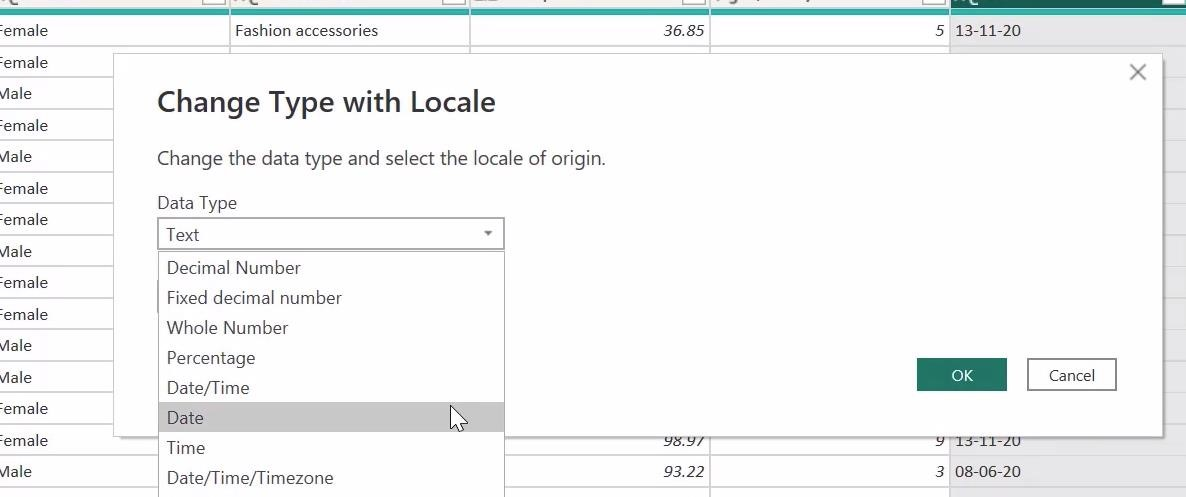 Female Fashion accessories 36.85 5 13-11-20
Female
Male
Female
Male
Female
Female
Male
Female
Female
Male
Male
Female
Female 98.97 9 13-11-20
Male 93.22 3 08-06-20
Change Type with Locale
Change the data type and select the locale of origin.
Data Type
Text
Decimal Number
Fixed decimal number
Whole Number
Percentage
Date/Time
Date
Time
Date/Time/Timezone
OK Cancel